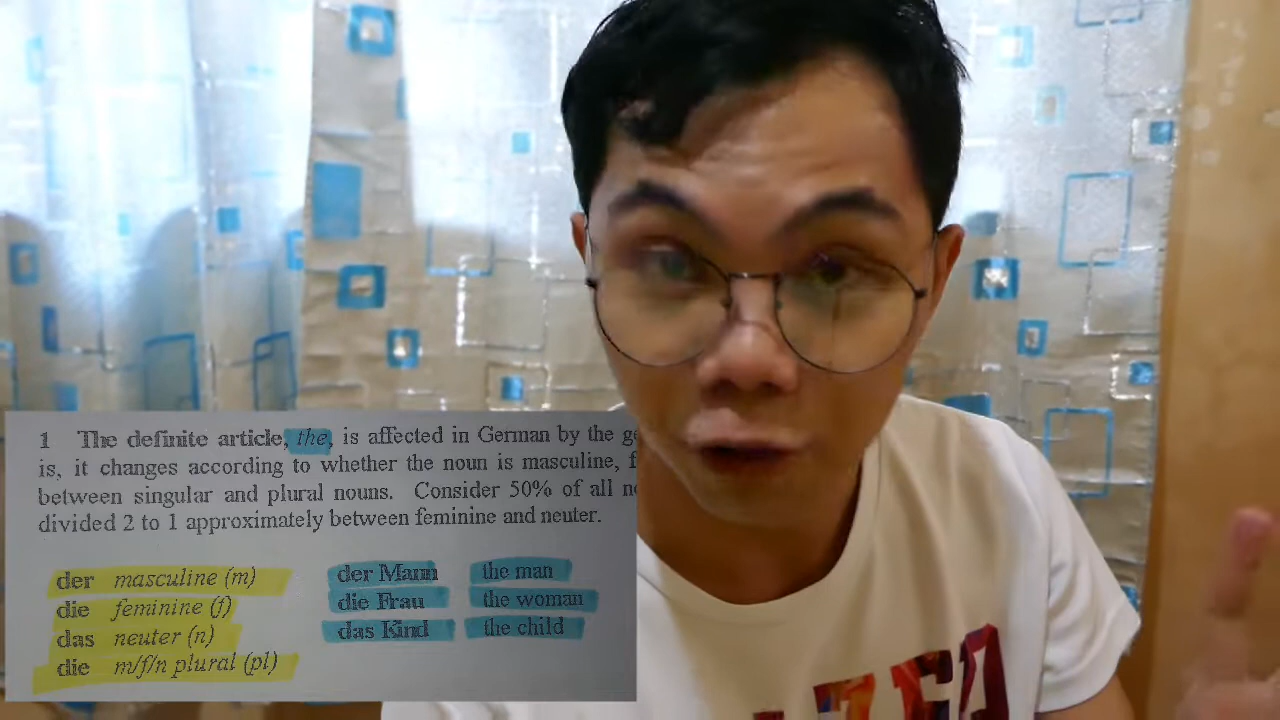 1 The definite article, the, is affected in German by the
is, it changes according to whether the noun is masculine,
between singular and plural nouns. Consider 50% of all
divided 2 to 1 approximately between feminine and neuter.
der masculine (m) der Mann the man
die feminine (f) die Frau the woman
das neuter (n) das Kind the child
die m/f/n plural (pl)